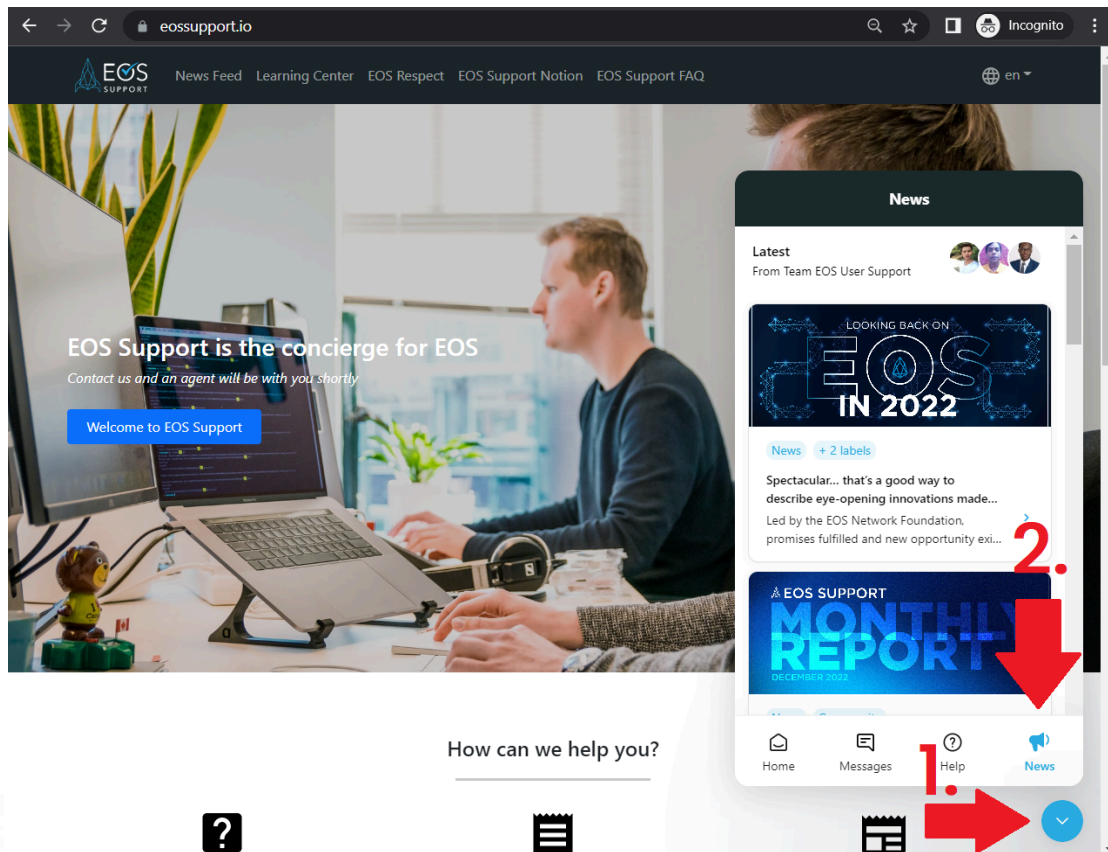 eossupport.io
Incognito
EOS
SUPPORT
News Feed Learning Center EOS Respect EOS Support Notion EOS Support FAQ
en
EOS Support is the concierge for EOS
Contact us and an agent will be with you shortly
Welcome to EOS Support
News
Latest
From Team EOS User Support
LOOKING BACK ON
EOS
IN 2022
News + 2 labels
Spectacular... that's a good way to
describe eye-opening innovations made...
Led by the EOS Network Foundation,
promises fulfilled and new opportunity exi...
2.
EOS SUPPORT
MONTHLY
REPORT
DECEMBER 2022
Home Messages Help News
1.
How can we help you?